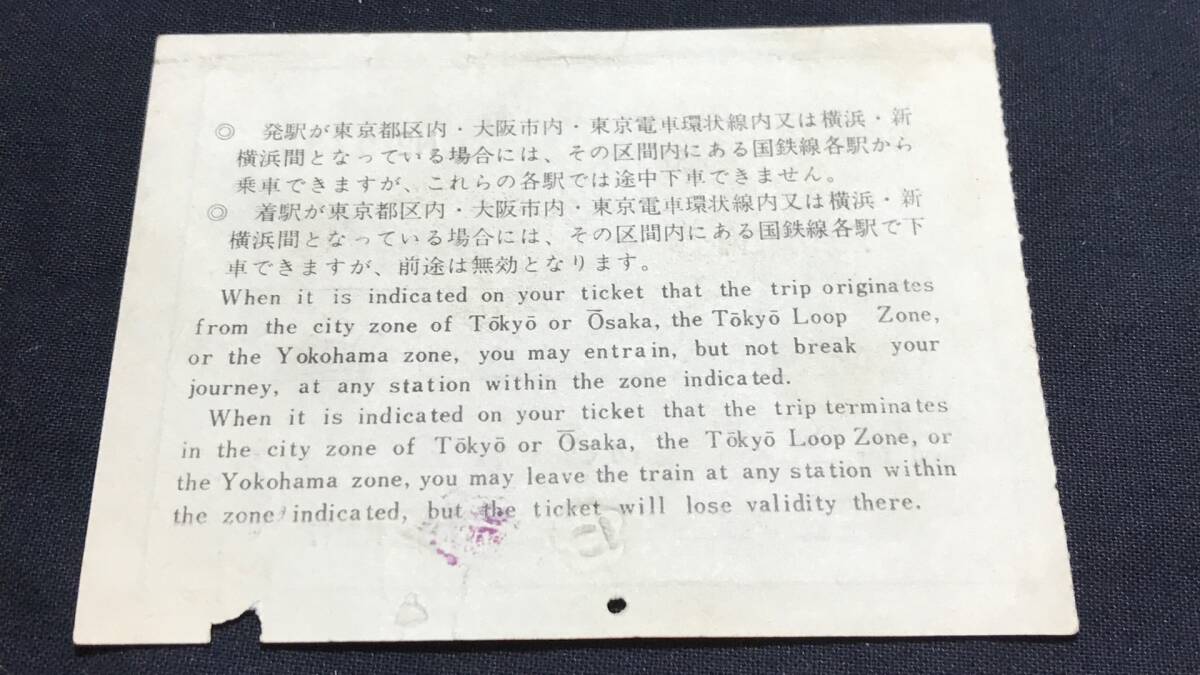 ◎ 発駅が東京都区内・大阪市内・東京電車環状線内又は横浜・新
横浜間となっている場合には、その区間内にある国鉄線各駅から
乗車できますが、これらの各駅では途中下車できません。
◎ 着駅が東京都区内・大阪市内・東京電車環状線内又は横浜・新
横浜間となっている場合には、その区間内にある国鉄線各駅で下
車できますが、前途は無効となります。
When it is indicated on your ticket that the trip originates
from the city zone of Tōkyō or Ōsaka, the Tōkyō Loop Zone,
or the Yokohama zone, you may entrain, but not break your
journey, at any station within the zone indicated.
When it is indicated on your ticket that the trip terminates
in the city zone of Tōkyō or Ōsaka, the Tōkyō Loop Zone, or
the Yokohama zone, you may leave the train at any station within
the zone indicated, but the ticket will lose validity there.